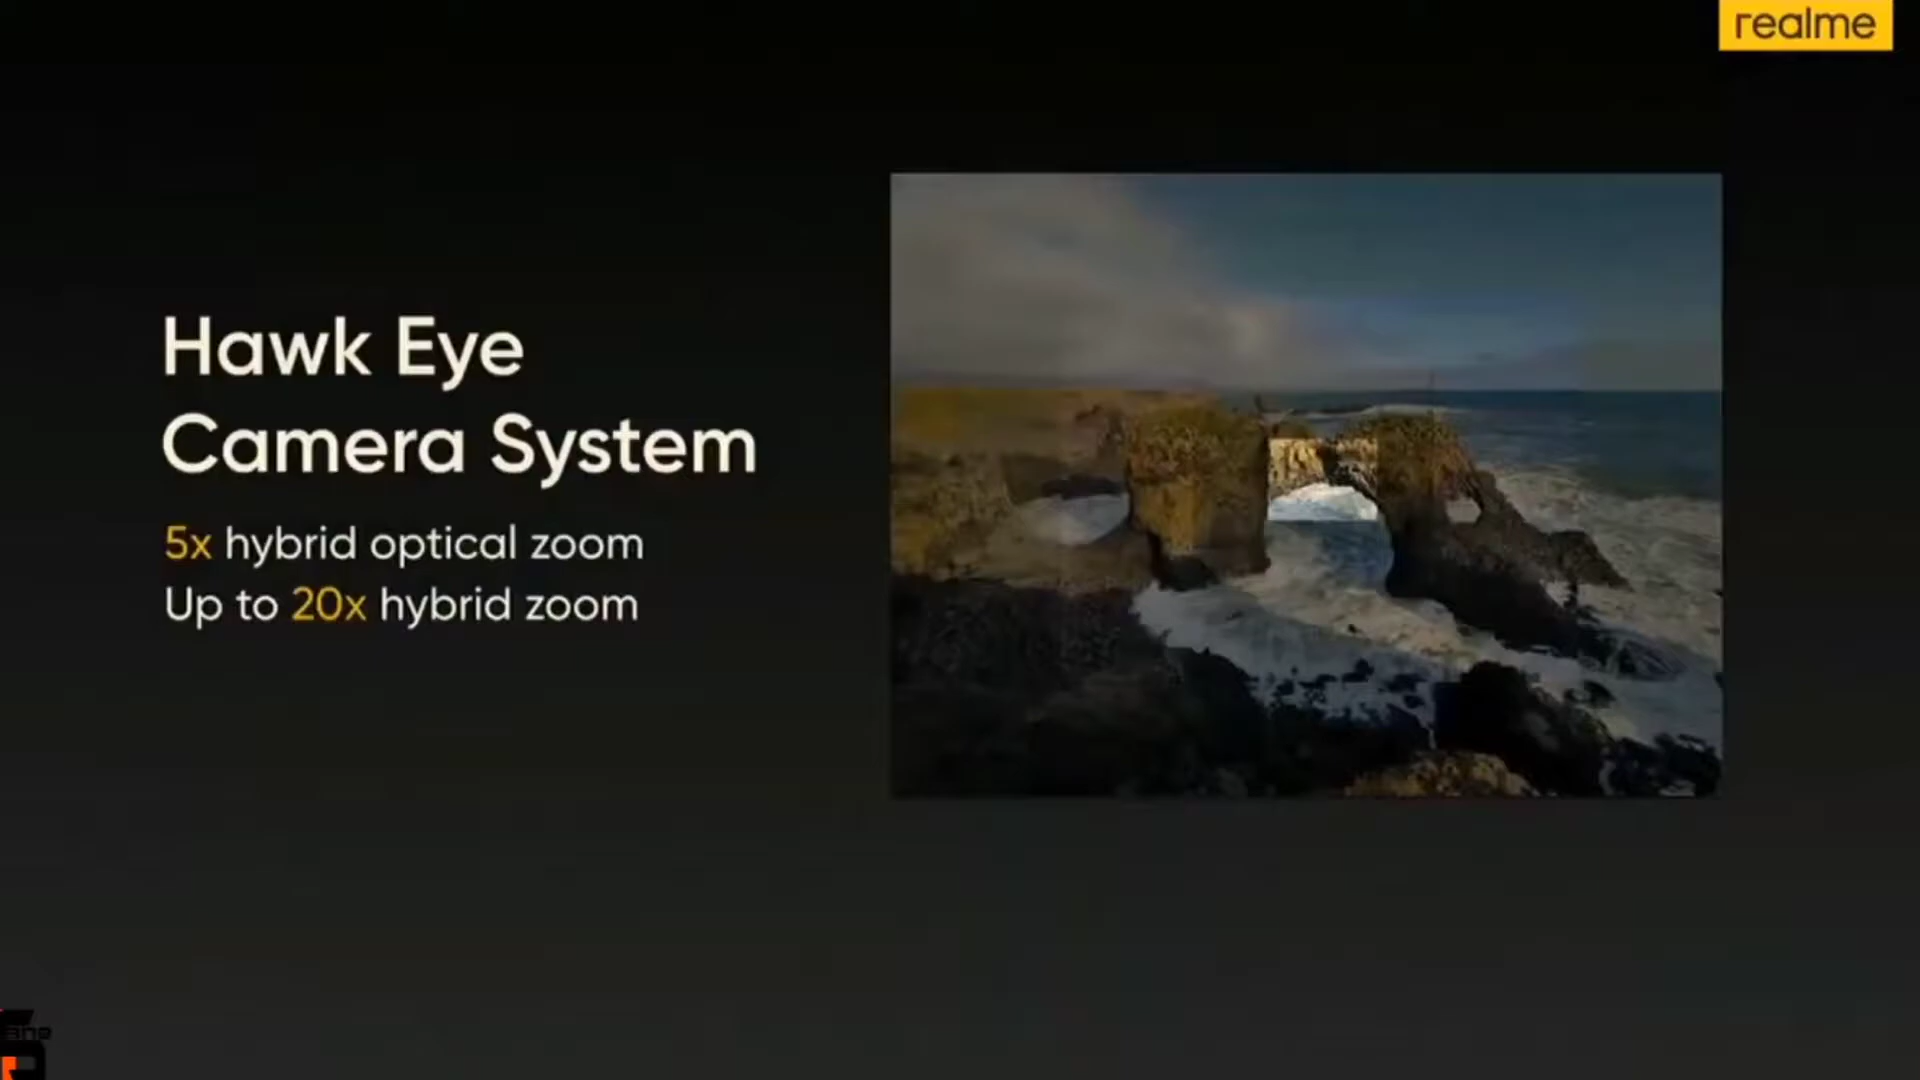 realme
Hawk Eye
Camera System
5x hybrid optical zoom
Up to 20x hybrid zoom